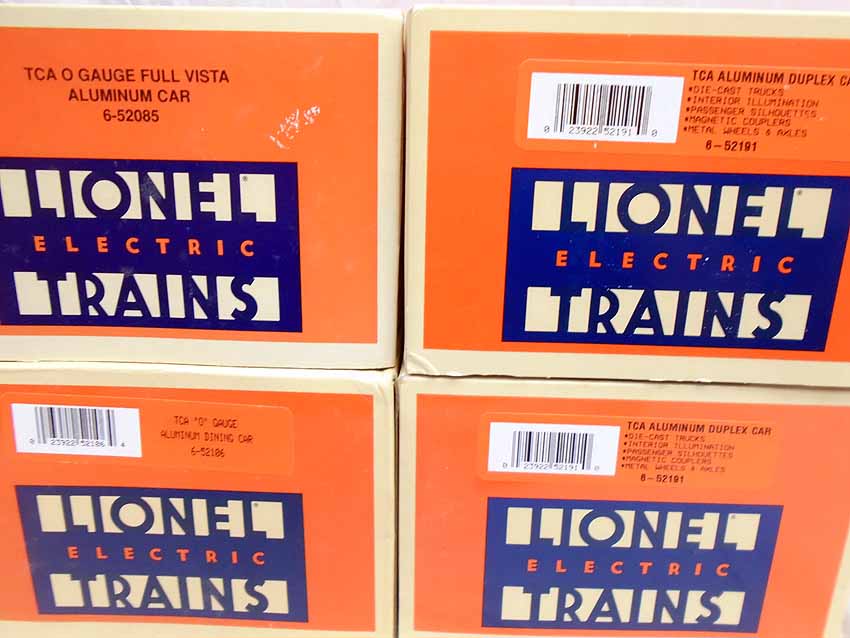 TCA O GAUGE FULL VISTA
ALUMINUM CAR
6-52085
LIONEL®
ELECTRIC
TRAINS
0 23922 52191 0
TCA ALUMINUM DUPLEX CA
*DIE-CAST TRUCKS
*INTERIOR ILLUMINATION
*PASSENGER SILHOUETTES
*MAGNETIC COUPLERS
*METAL WHEELS & AXLES
6-52191
LIONEL®
ELECTRIC
TRAINS
0 23922 52186 4
TCA "O" GAUGE
ALUMINUM DINING CAR
6-52186
LIONEL®
ELECTRIC
TRAINS
0 23922 52191 0
TCA ALUMINUM DUPLEX CAR
*DIE-CAST TRUCKS
*INTERIOR ILLUMINATION
*PASSENGER SILHOUETTES
*MAGNETIC COUPLERS
*METAL WHEELS & AXLES
6-52191
LIONEL®
ELECTRIC
TRAINS